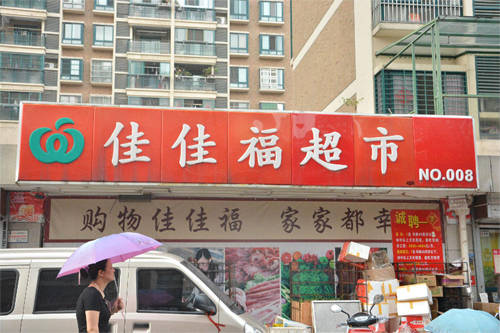 佳佳福超市
NO.008
购物佳佳福 家家都幸
诚聘